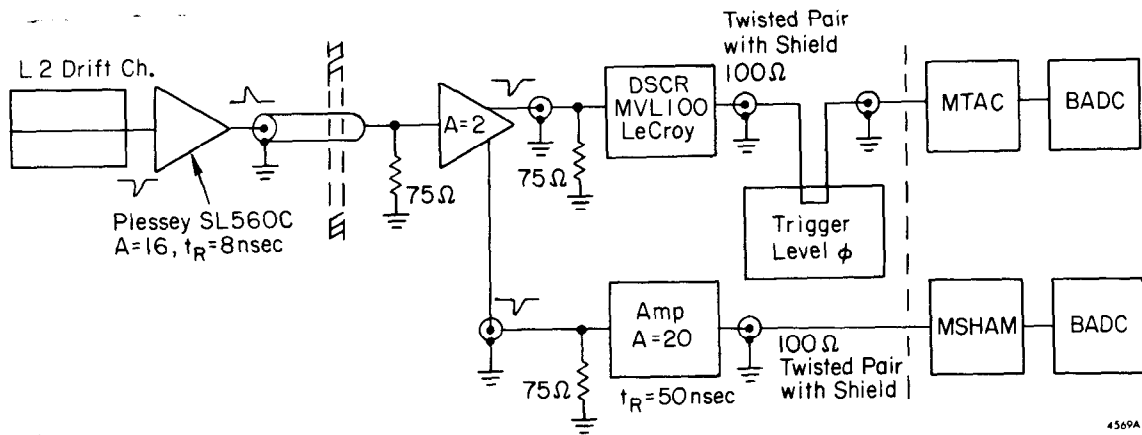 L 2 Drift Ch.
Plessey SL560C
A=16, tR=8nsec
75Ω
A=2
75Ω
DSCR
MVL100
LeCroy
Twisted Pair
with Shield
100Ω
Trigger
Level ϕ
MTAC
BADC
75Ω
Amp
A=20
tR=50nsec
100Ω
Twisted Pair
with Shield
MSHAM
BADC
4569A